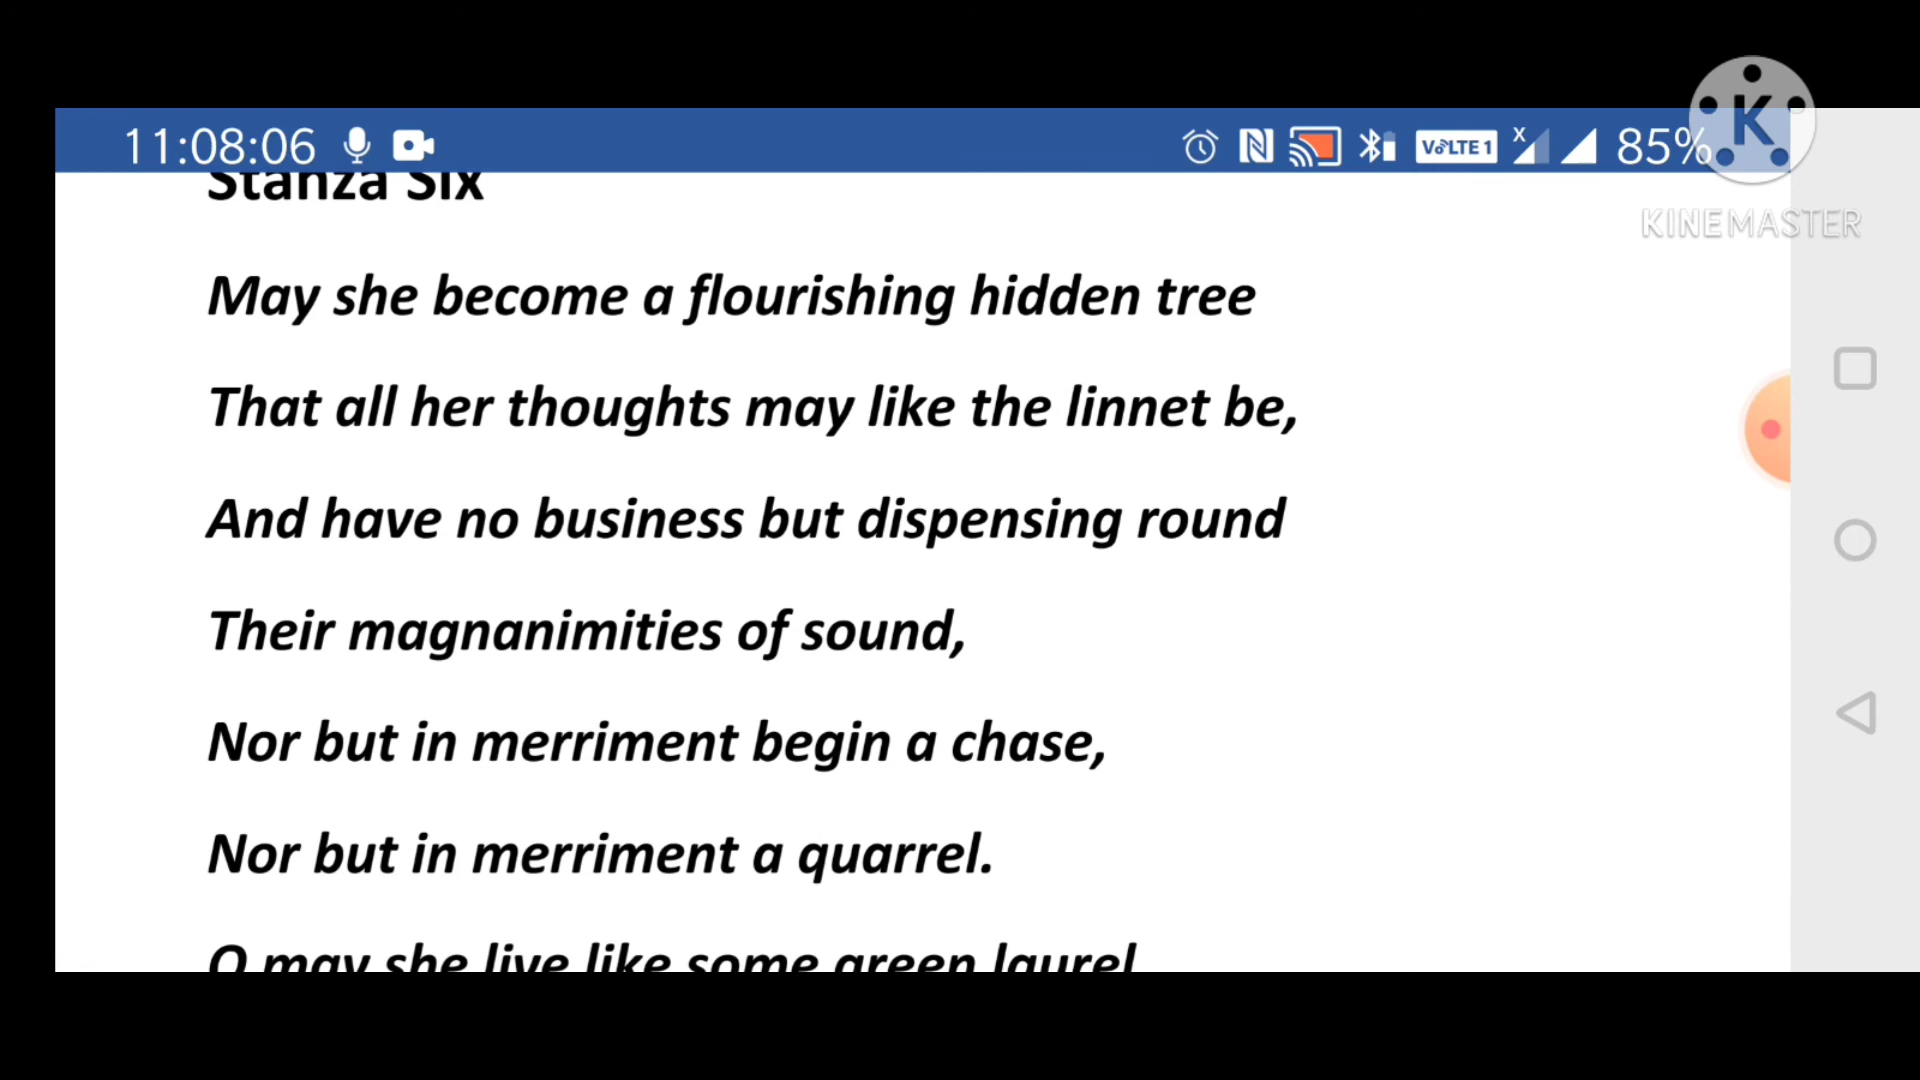 11:08:06 VoLTE 1 x 85%
K
KINEMASTER
Stanza Six
May she become a flourishing hidden tree
That all her thoughts may like the linnet be,
And have no business but dispensing round
Their magnanimities of sound,
Nor but in merriment begin a chase,
Nor but in merriment a quarrel.
O may she live like some green laurel